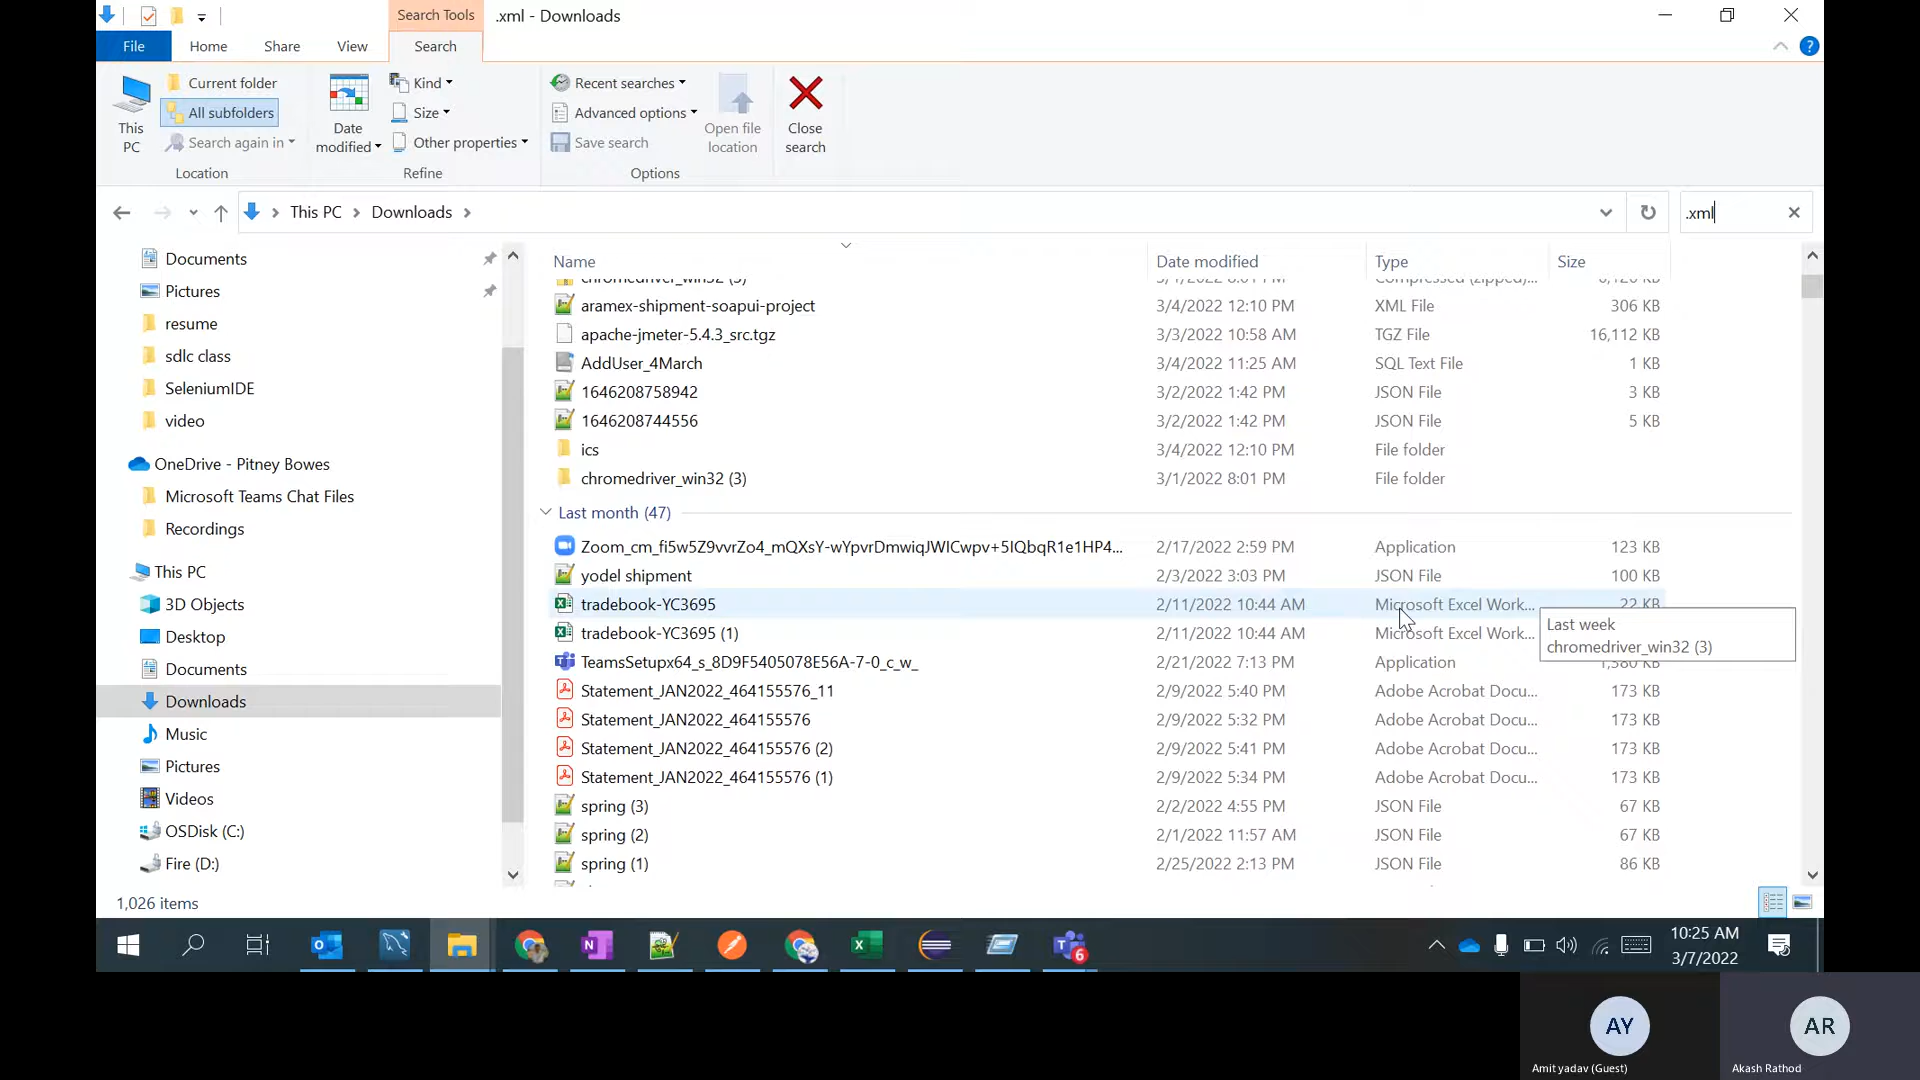 Search Tools
.xml - Downloads
File
Home
Share
View
Search
This PC
Current folder
All subfolders
Search again in
Location
Date modified
Kind
Size
Other properties
Refine
Recent searches
Advanced options
Save search
Options
Open file location
Close search
This PC
Downloads
.xml
Documents
Pictures
resume
sdlc class
SeleniumIDE
video
OneDrive - Pitney Bowes
Microsoft Teams Chat Files
Recordings
This PC
3D Objects
Desktop
Documents
Downloads
Music
Pictures
Videos
OSDisk (C:)
Fire (D:)
Name Date modified Type Size
chromedriver_win32 (3) 3/1/2022 8:01 PM Compressed (zipped)...
aramex-shipment-soapui-project 3/4/2022 12:10 PM XML File 306 KB
apache-jmeter-5.4.3_src.tgz 3/3/2022 10:58 AM TGZ File 16,112 KB
AddUser_4March 3/4/2022 11:25 AM SQL Text File 1 KB
1646208758942 3/2/2022 1:42 PM JSON File 3 KB
1646208744556 3/2/2022 1:42 PM JSON File 5 KB
ics 3/4/2022 12:10 PM File folder
chromedriver_win32 (3) 3/1/2022 8:01 PM File folder
Last month (47)
Zoom_cm_fi5w5Z9vvrZo4_mQXsY-wYpvrDmwiqJWICwpv+5IQbqR1e1HP4... 2/17/2022 2:59 PM Application 123 KB
yodel shipment 2/3/2022 3:03 PM JSON File 100 KB
tradebook-YC3695 2/11/2022 10:44 AM Microsoft Excel Work... 22 KB
tradebook-YC3695 (1) 2/11/2022 10:44 AM Microsoft Excel Work...
Last week
chromedriver_win32 (3)
TeamsSetupx64_s_8D9F5405078E56A-7-0_c_w_ 2/21/2022 7:13 PM Application 1,380 KB
Statement_JAN2022_464155576_11 2/9/2022 5:40 PM Adobe Acrobat Docu... 173 KB
Statement_JAN2022_464155576 2/9/2022 5:32 PM Adobe Acrobat Docu... 173 KB
Statement_JAN2022_464155576 (2) 2/9/2022 5:41 PM Adobe Acrobat Docu... 173 KB
Statement_JAN2022_464155576 (1) 2/9/2022 5:34 PM Adobe Acrobat Docu... 173 KB
spring (3) 2/2/2022 4:55 PM JSON File 67 KB
spring (2) 2/1/2022 11:57 AM JSON File 67 KB
spring (1) 2/25/2022 2:13 PM JSON File 86 KB
1,026 items
6
10:25 AM
3/7/2022
AY
AR
Amit yadav (Guest)
Akash Rathod